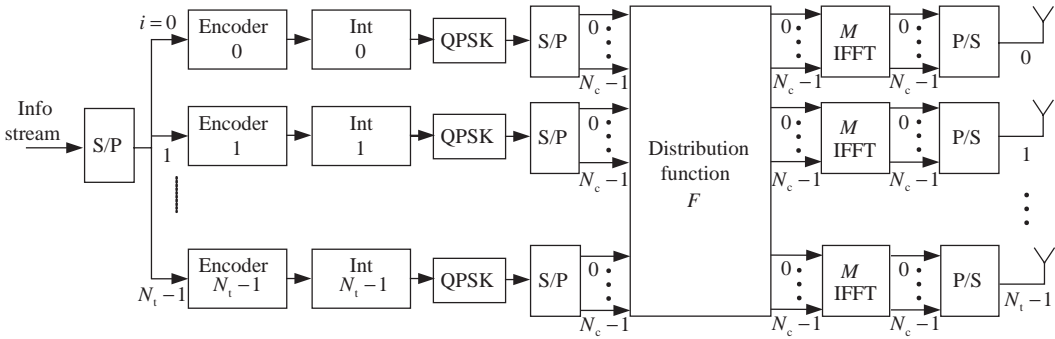 i = 0
Encoder
0
Int
0
QPSK
S/P
0
N_c −1
0
N_c −1
M
IFFT
0
N_c −1
P/S
0
Info
stream
S/P
1
Encoder
1
Int
1
QPSK
S/P
0
N_c −1
Distribution
function
F
0
N_c −1
M
IFFT
0
N_c −1
P/S
1
N_t −1
Encoder
N_t −1
Int
N_t −1
QPSK
S/P
0
N_c −1
0
N_c −1
M
IFFT
0
N_c −1
P/S
N_t −1